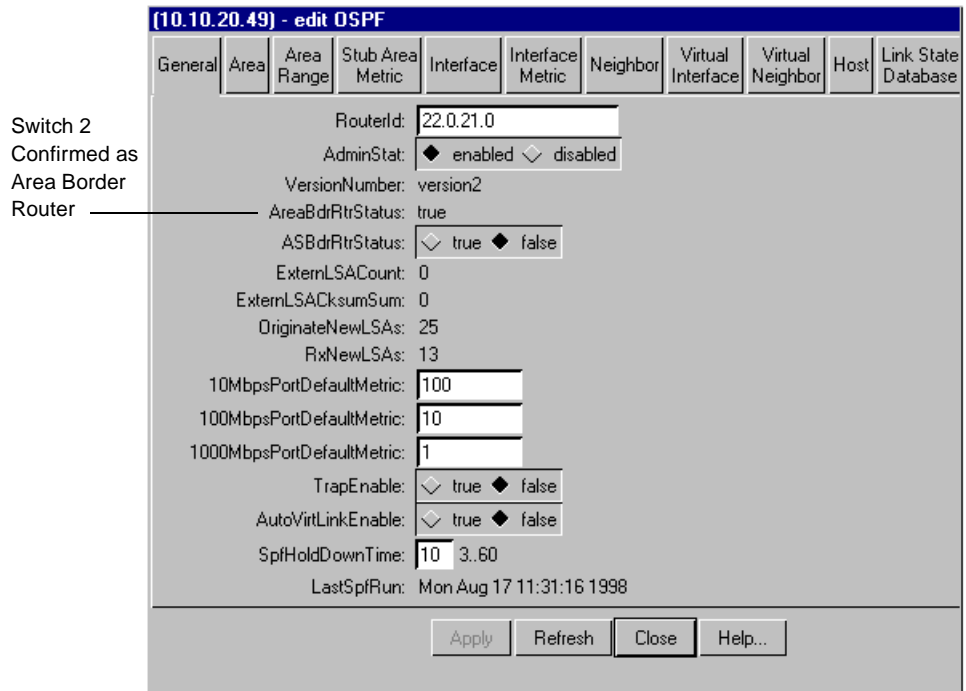 (10.10.20.49) - edit OSPF
General Area Area Range Stub Area Metric Interface Interface Metric Neighbor Virtual Interface Virtual Neighbor Host Link State Database
Switch 2
Confirmed as
Area Border
Router
RouterId: 22.0.21.0
AdminStat: enabled disabled
VersionNumber: version2
AreaBdrRtrStatus: true
ASBdrRtrStatus: true false
ExternLSACount: 0
ExternLSACksumSum: 0
OriginateNewLSAs: 25
RxNewLSAs: 13
10MbpsPortDefaultMetric: 100
100MbpsPortDefaultMetric: 10
1000MbpsPortDefaultMetric: 1
TrapEnable: true false
AutoVirtLinkEnable: true false
SpfHoldDownTime: 10 3..60
LastSpfRun: Mon Aug 17 11:31:16 1998
Apply Refresh Close Help...